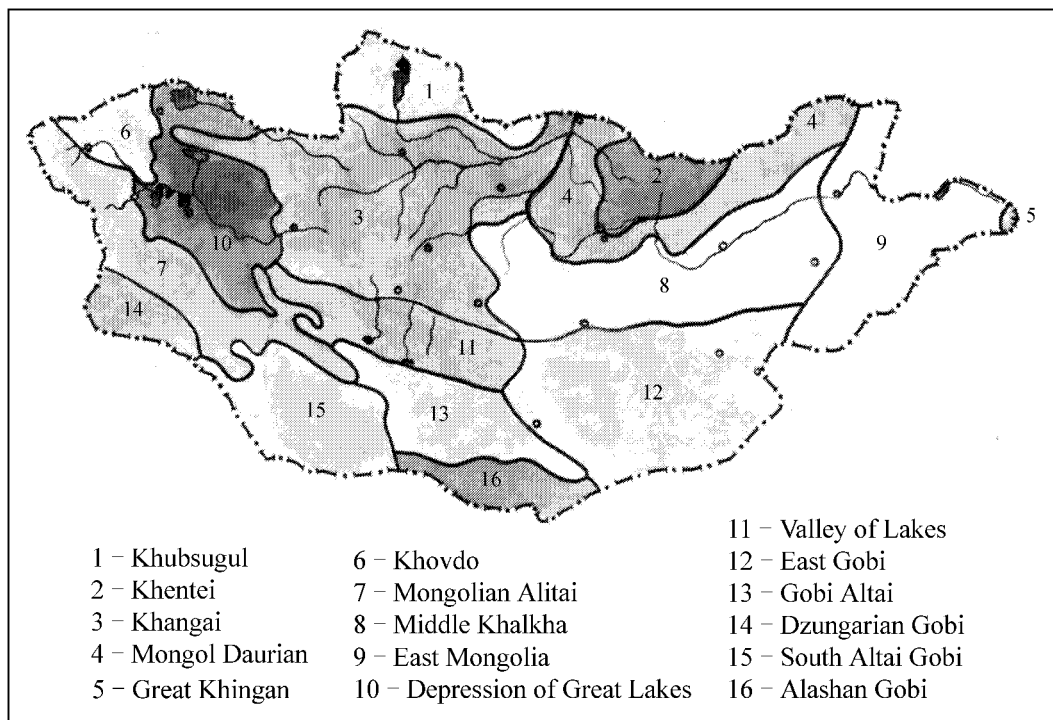 1
6
4
2
4
5
3
10
9
7
8
14
11
12
15
13
16
1 – Khubsugul
2 – Khentei
3 – Khangai
4 – Mongol Daurian
5 – Great Khingan
6 – Khovdo
7 – Mongolian Alitai
8 – Middle Khalkha
9 – East Mongolia
10 – Depression of Great Lakes
11 – Valley of Lakes
12 – East Gobi
13 – Gobi Altai
14 – Dzungarian Gobi
15 – South Altai Gobi
16 – Alashan Gobi